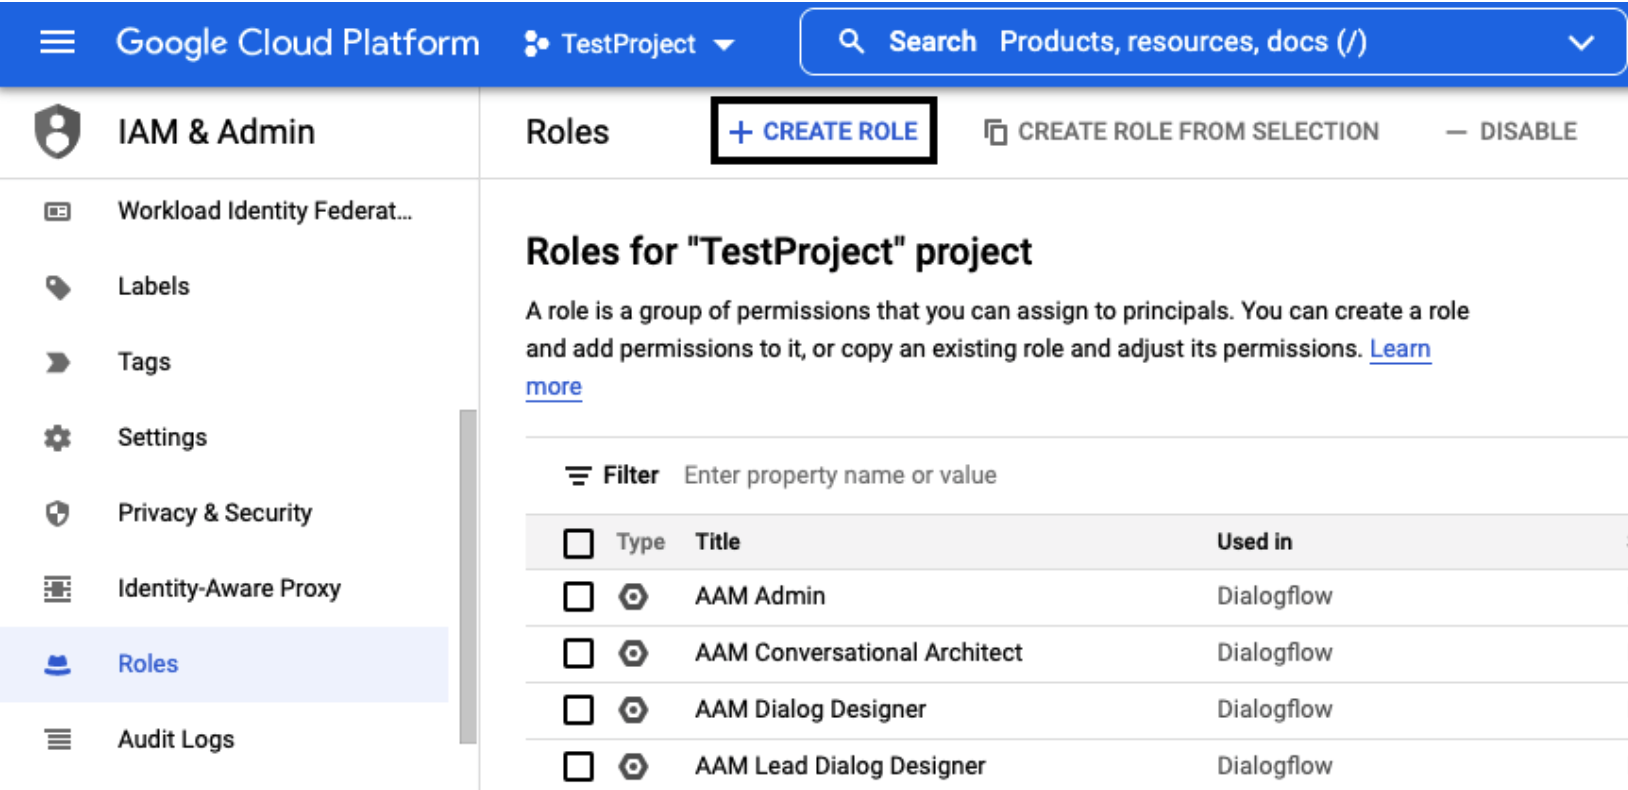 Google Cloud Platform TestProject Search Products, resources, docs (/)
IAM & Admin
Workload Identity Federat...
Labels
Tags
Settings
Privacy & Security
Identity-Aware Proxy
Roles
Audit Logs
Roles + CREATE ROLE CREATE ROLE FROM SELECTION — DISABLE
Roles for "TestProject" project
A role is a group of permissions that you can assign to principals. You can create a role
and add permissions to it, or copy an existing role and adjust its permissions. Learn
more
Filter Enter property name or value
Type Title Used in
AAM Admin Dialogflow
AAM Conversational Architect Dialogflow
AAM Dialog Designer Dialogflow
AAM Lead Dialog Designer Dialogflow